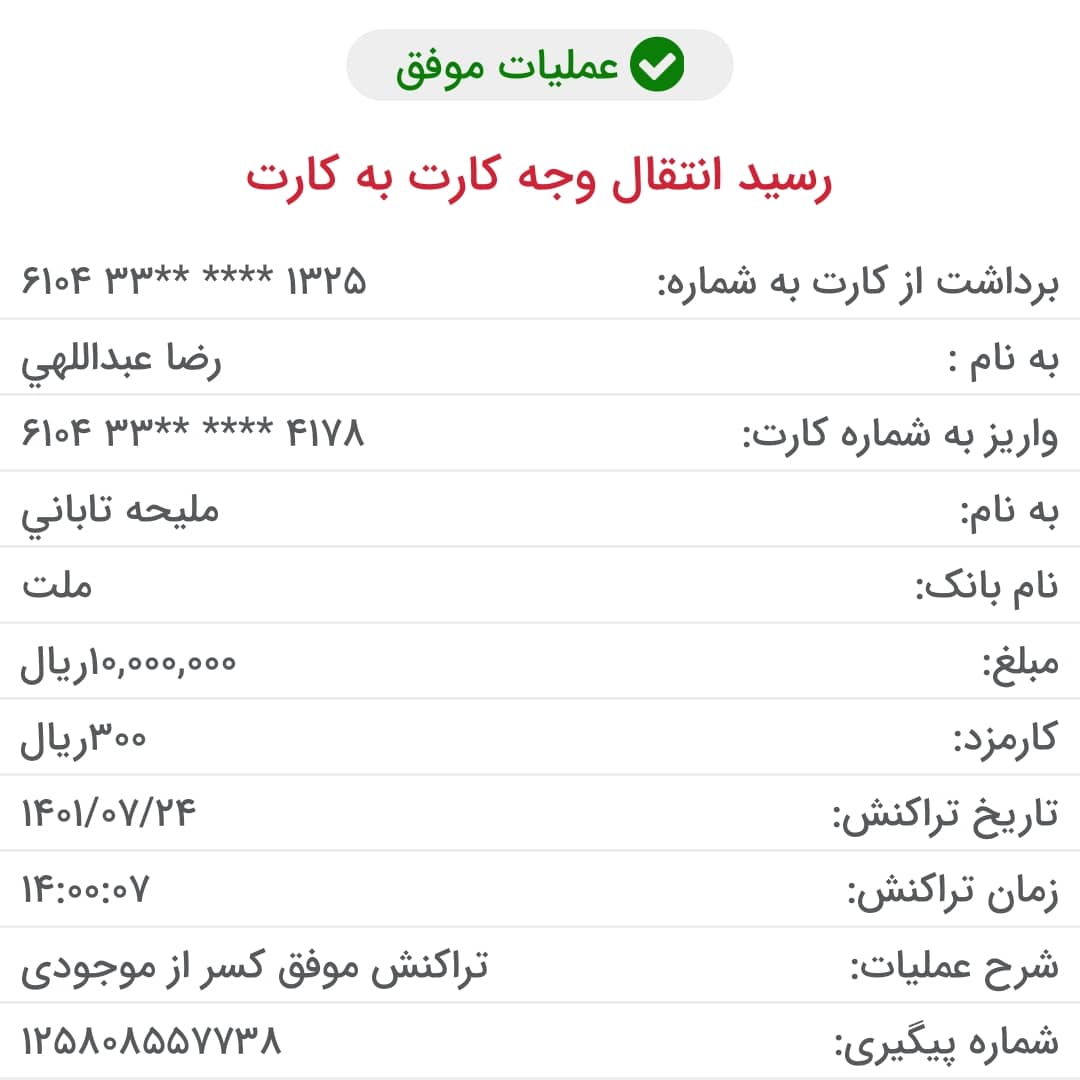 عملیات موفق
رسید انتقال وجه کارت به کارت
برداشت از کارت به شماره: ۶۱۰۴ ۳۳** **** ۱۳۲۵
به نام : رضا عبداللهي
واریز به شماره کارت: ۶۱۰۴ ۳۳** **** ۴۱۷۸
به نام: مليحه تاباني
نام بانک: ملت
مبلغ: ۱۰,۰۰۰,۰۰۰ریال
کارمزد: ۳۰۰ریال
تاریخ تراکنش: ۱۴۰۱/۰۷/۲۴
زمان تراکنش: ۱۴:۰۰:۰۷
شرح عملیات: تراکنش موفق کسر از موجودی
شماره پیگیری: ۱۲۵۸۰۸۵۵۷۷۳۸